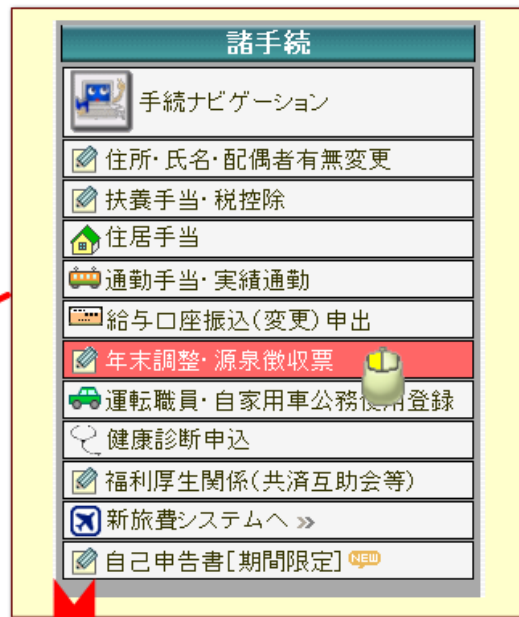 諸手続
手続ナビゲーション
住所・氏名・配偶者有無変更
扶養手当・税控除
住居手当
通勤手当・実績通勤
給与口座振込(変更)申出
年末調整・源泉徴収票
運転職員・自家用車公務使用登録
健康診断申込
福利厚生関係(共済互助会等)
新旅費システムへ »
自己申告書[期間限定] NEW